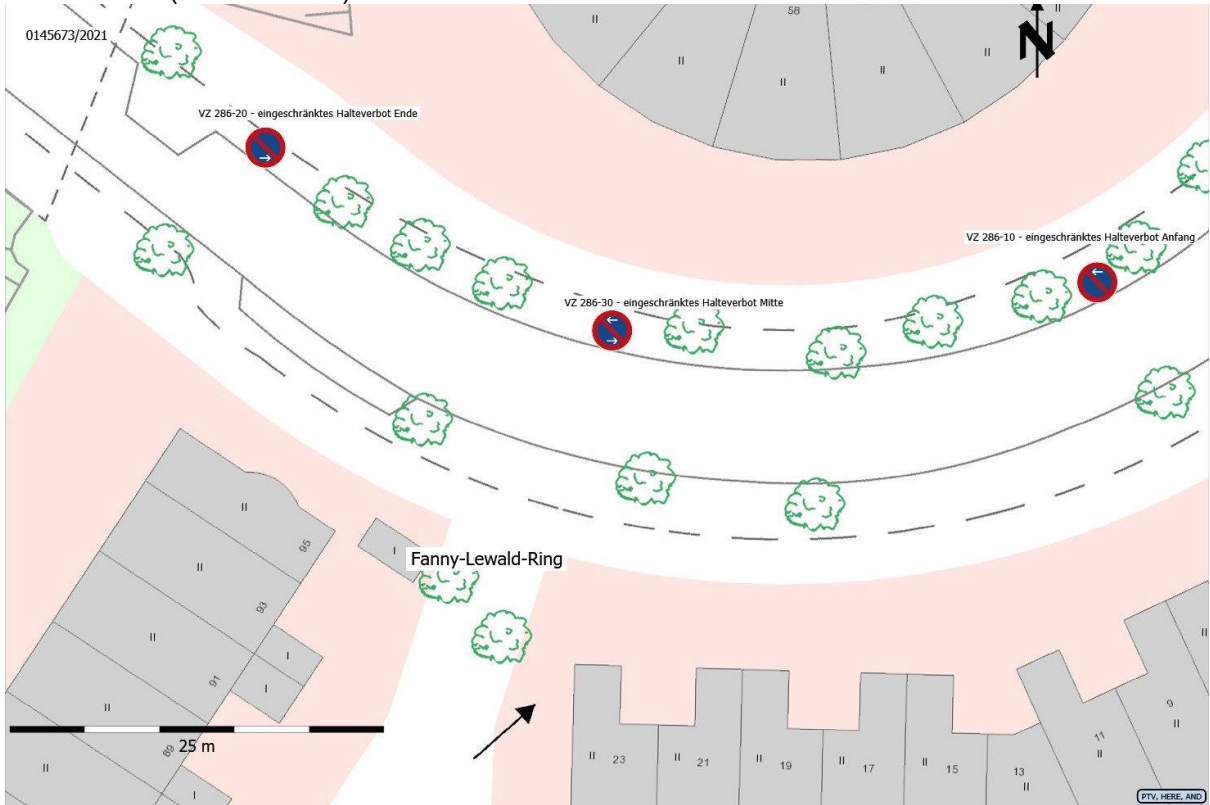 58
0145673/2021
II
II
II
II
II
N
VZ 286-20 - eingeschränktes Halteverbot Ende
VZ 286-10 - eingeschränktes Halteverbot Anfang
VZ 286-30 - eingeschränktes Halteverbot Mitte
II
95
I
Fanny-Lewald-Ring
II
93
II
I
91
I
II
89
25 m
II
I
II
23
II
21
II
19
II
17
II
15
13
II
11
II
9
II
II
PTV, HERE, AND